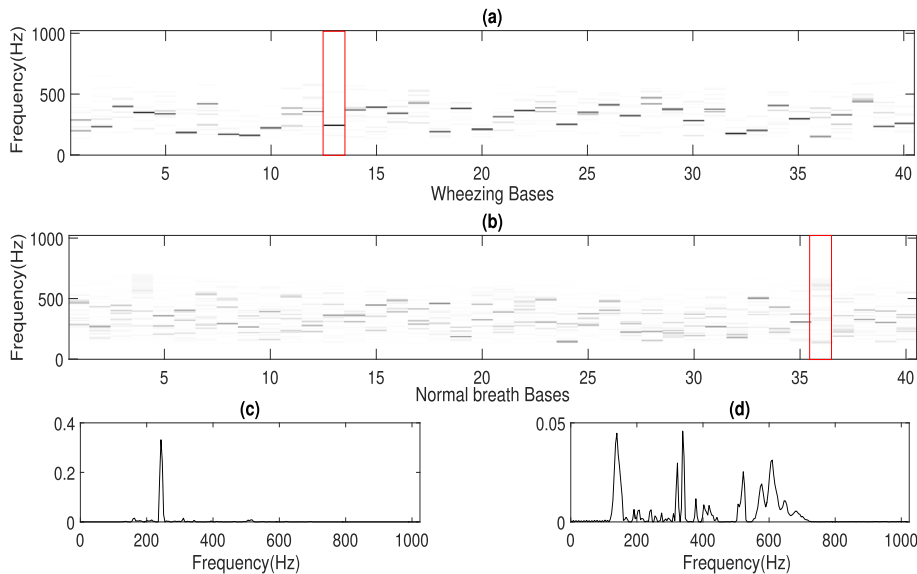 (a)
Frequency(Hz)
1000
500
0
5 10 15 20 25 30 35 40
Wheezing Bases
(b)
Frequency(Hz)
1000
500
0
5 10 15 20 25 30 35 40
Normal breath Bases
(c)
0.4
0.2
0
0 200 400 600 800 1000
Frequency(Hz)
(d)
0.05
0
0 200 400 600 800 1000
Frequency(Hz)